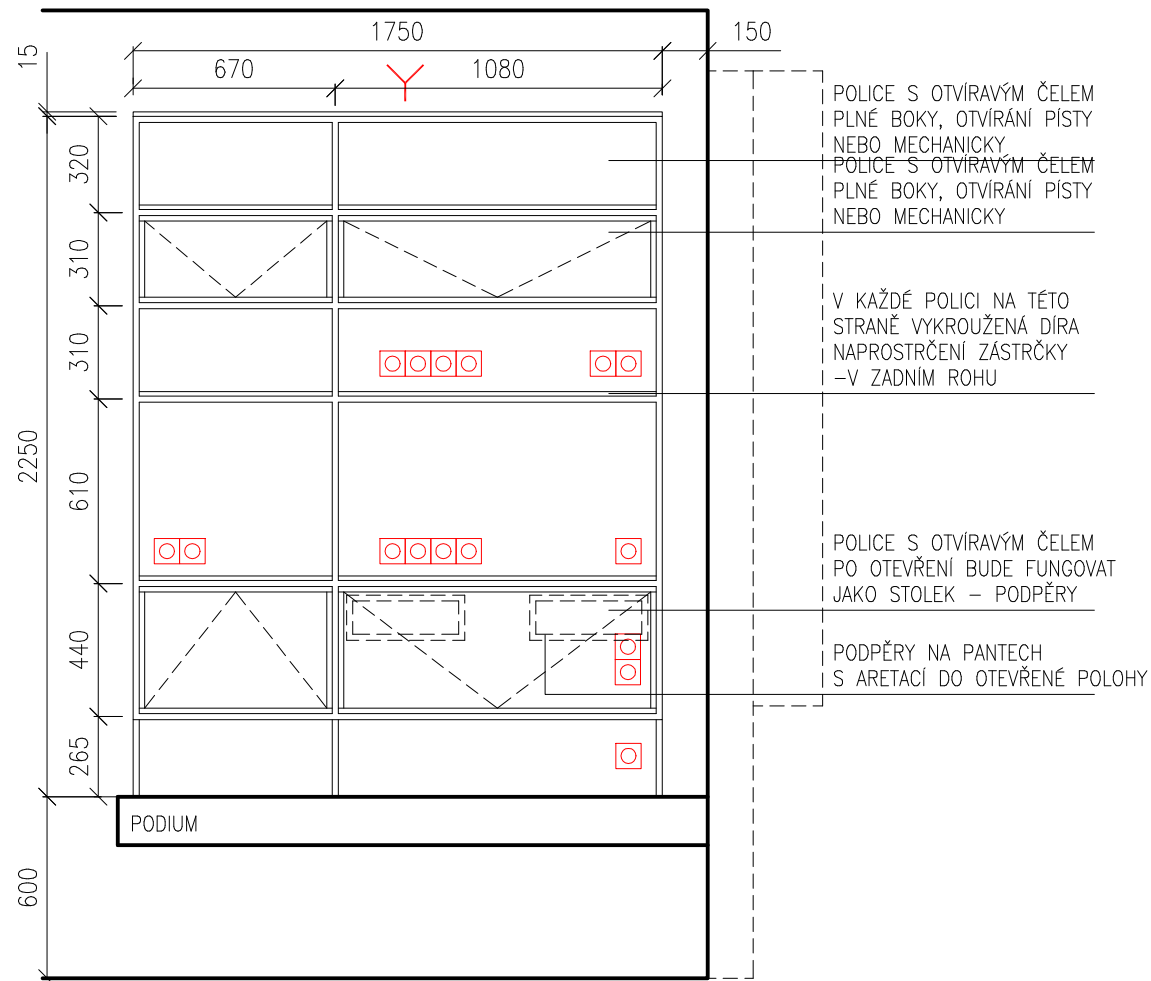 1750
150
15
670
1080
POLICE S OTVÍRAVÝM ČELEM
PLNÉ BOKY, OTVÍRÁNÍ PÍSTY
NEBO MECHANICKY
POLICE S OTVÍRAVÝM ČELEM
PLNÉ BOKY, OTVÍRÁNÍ PÍSTY
NEBO MECHANICKY
320
310
V KAŽDÉ POLICI NA TÉTO
STRANĚ VYKROUŽENÁ DÍRA
NAPROSTRČENÍ ZÁSTRČKY
–V ZADNÍM ROHU
310
2250
610
POLICE S OTVÍRAVÝM ČELEM
PO OTEVŘENÍ BUDE FUNGOVAT
JAKO STOLEK – PODPĚRY
440
PODPĚRY NA PANTECH
S ARETACÍ DO OTEVŘENÉ POLOHY
265
PODIUM
600